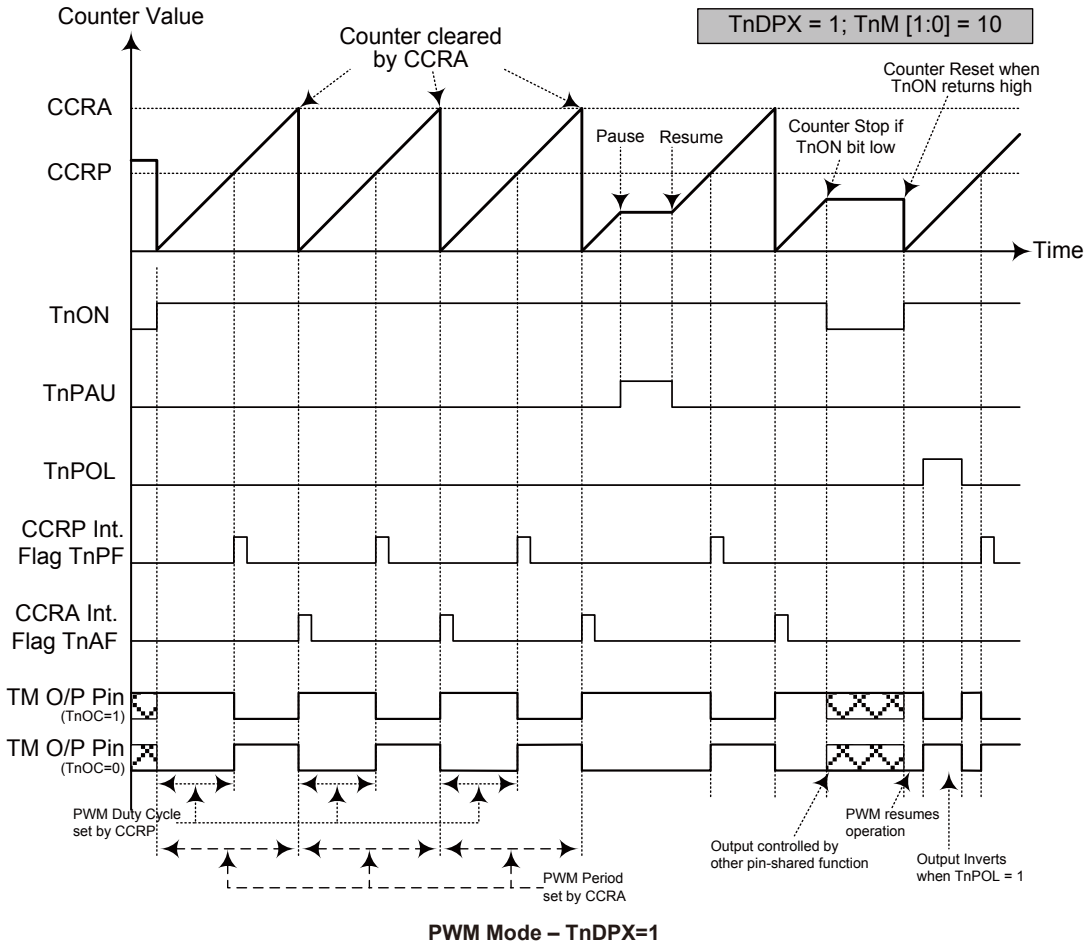 Counter Value
TnDPX = 1; TnM [1:0] = 10
Counter cleared
by CCRA
Counter Reset when
TnON returns high
CCRA
Pause
Resume
Counter Stop if
TnON bit low
CCRP
Time
TnON
TnPAU
TnPOL
CCRP Int.
Flag TnPF
CCRA Int.
Flag TnAF
TM O/P Pin
(TnOC=1)
TM O/P Pin
(TnOC=0)
PWM Duty Cycle
set by CCRP
Output controlled by
other pin-shared function
PWM resumes
operation
Output Inverts
when TnPOL = 1
PWM Period
set by CCRA
PWM Mode – TnDPX=1